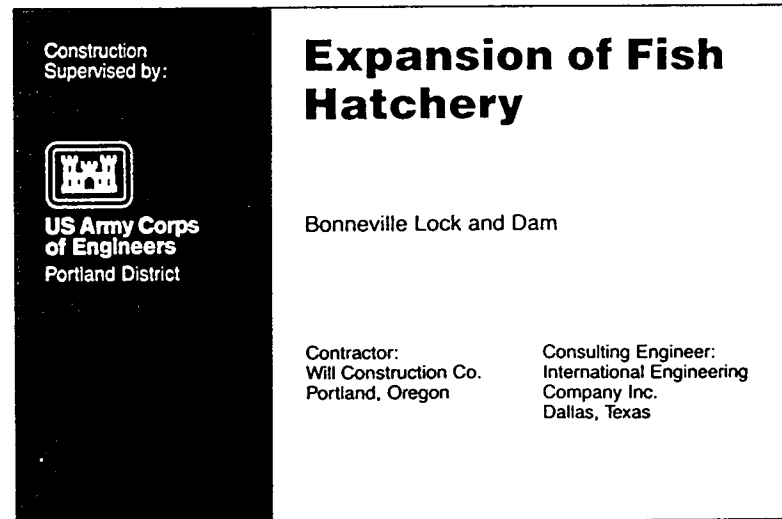 Construction
Supervised by:
US Army Corps
of Engineers
Portland District
Expansion of Fish
Hatchery
Bonneville Lock and Dam
Contractor:
Will Construction Co.
Portland, Oregon
Consulting Engineer:
International Engineering
Company Inc.
Dallas, Texas